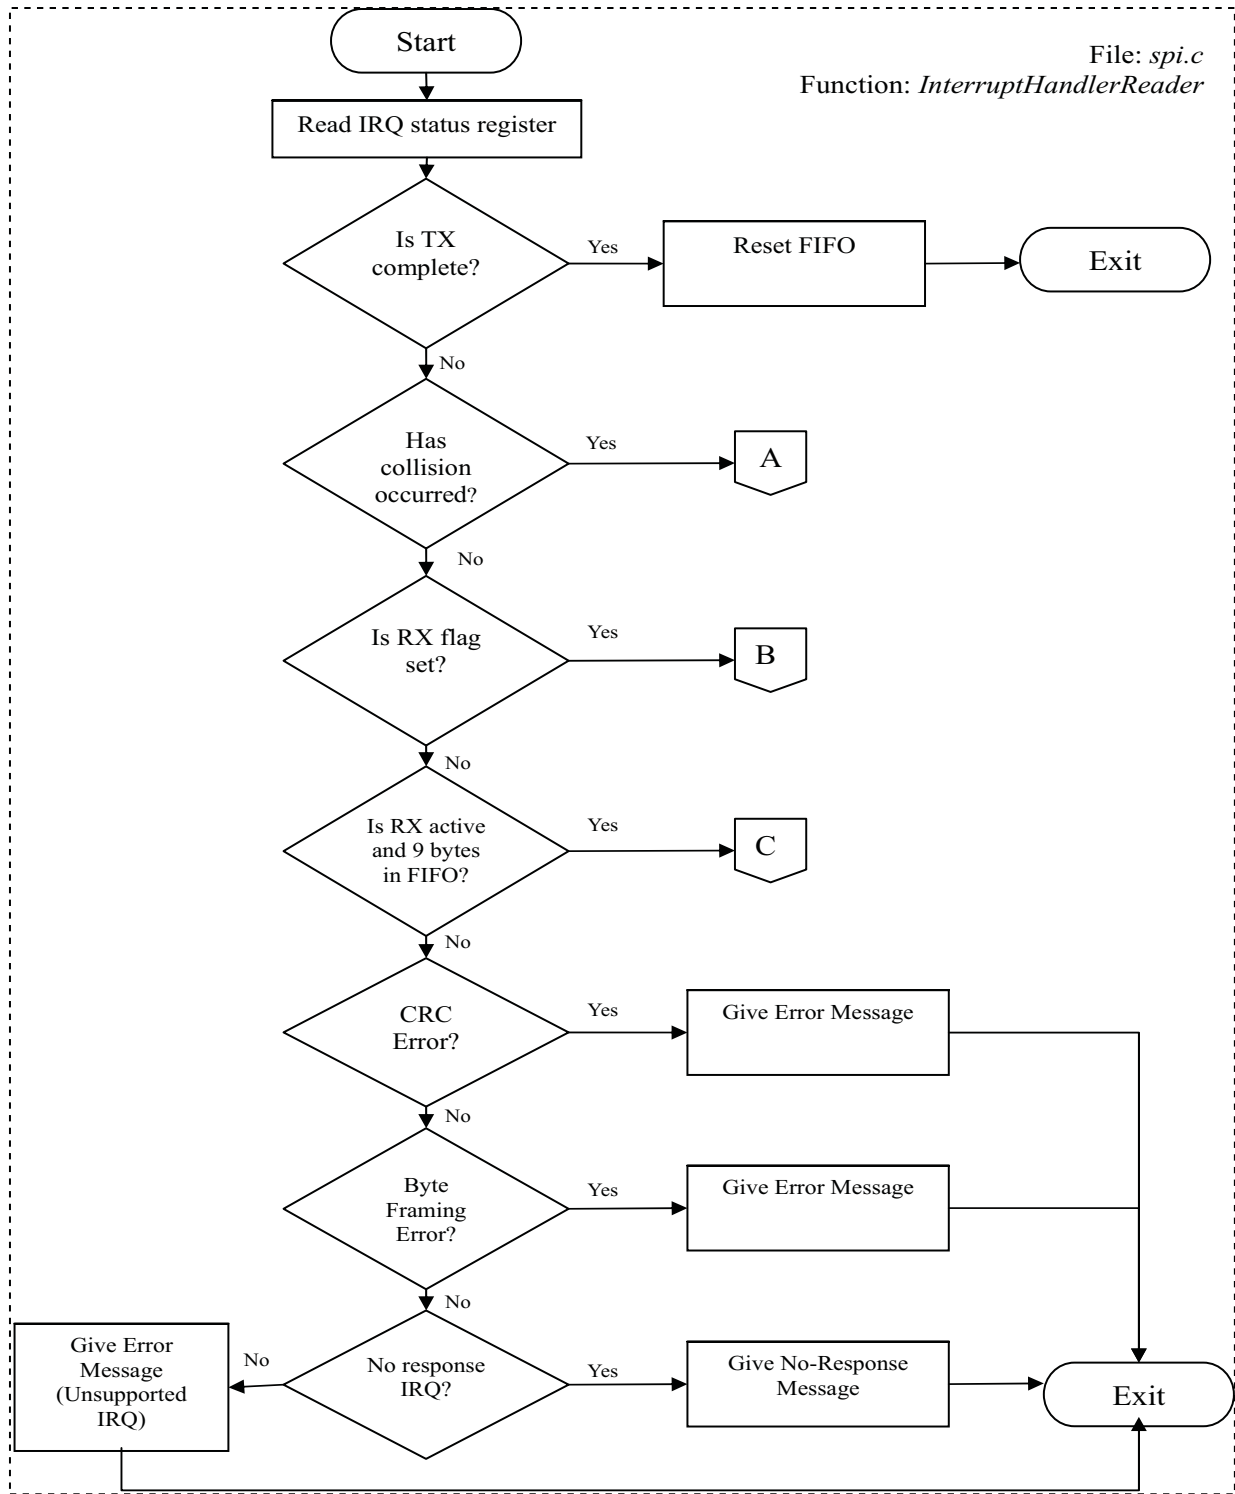 Start
File: spi.c
Function: InterruptHandlerReader
Read IRQ status register
Is TX
complete?
Yes
Reset FIFO
Exit
No
Has
collision
occurred?
Yes
A
No
Is RX flag
set?
Yes
B
No
Is RX active
and 9 bytes
in FIFO?
Yes
C
No
CRC
Error?
Yes
Give Error Message
No
Byte
Framing
Error?
Yes
Give Error Message
No
No response
IRQ?
Yes
Give No-Response
Message
Exit
No
Give Error
Message
(Unsupported
IRQ)